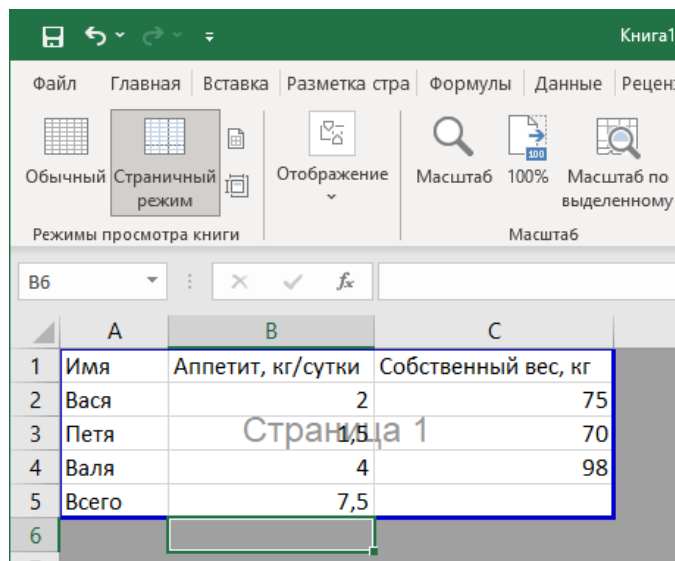 Книга1
Файл Главная Вставка Разметка стра Формулы Данные Рецен
Обычный Страничный режим Отображение Масштаб 100% Масштаб по выделенному
100
Режимы просмотра книги Масштаб
B6 fx
A B C
1 Имя Аппетит, кг/сутки Собственный вес, кг
2 Вася 2 75
3 Петя 1,5 70
Страница 1
4 Валя 4 98
5 Всего 7,5
6